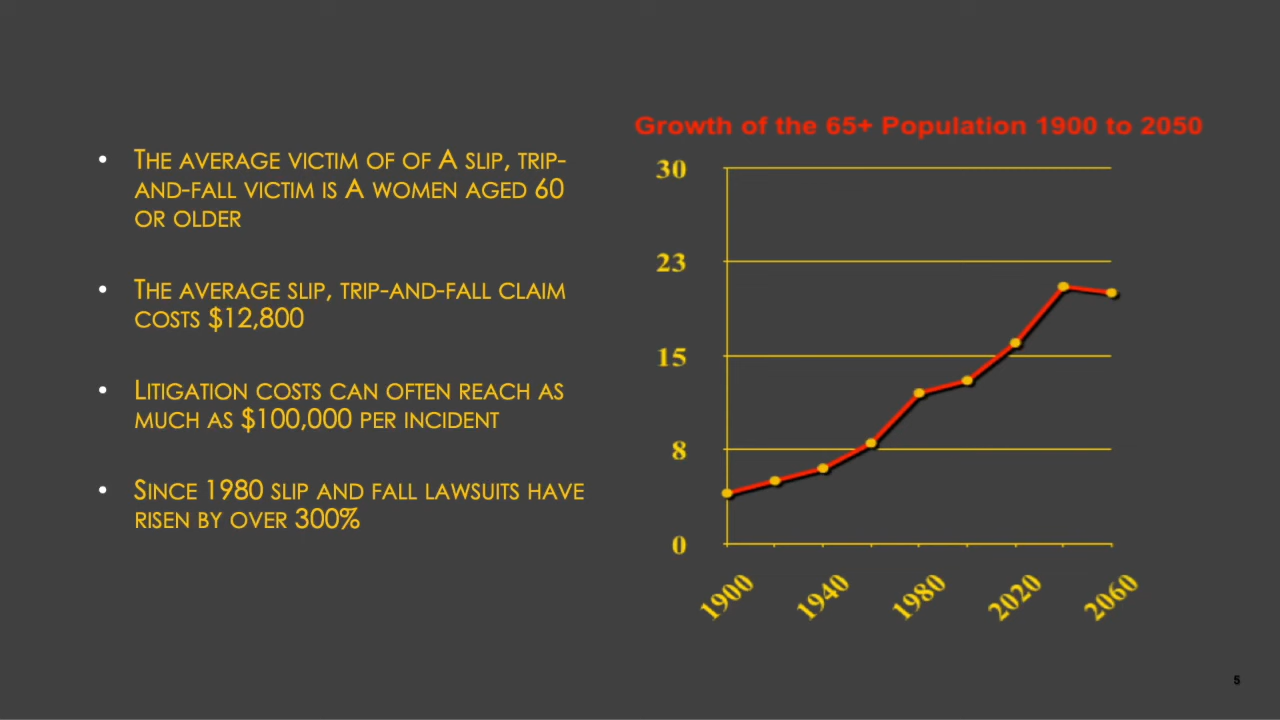 • The average victim of of A slip, trip-
and-fall victim is A women aged 60
or older
• The average slip, trip-and-fall claim
costs $12,800
• Litigation costs can often reach as
much as $100,000 per incident
• Since 1980 slip and fall lawsuits have
risen by over 300%
Growth of the 65+ Population 1900 to 2050
30
23
15
8
0
1900
1940
1980
2020
2060
5